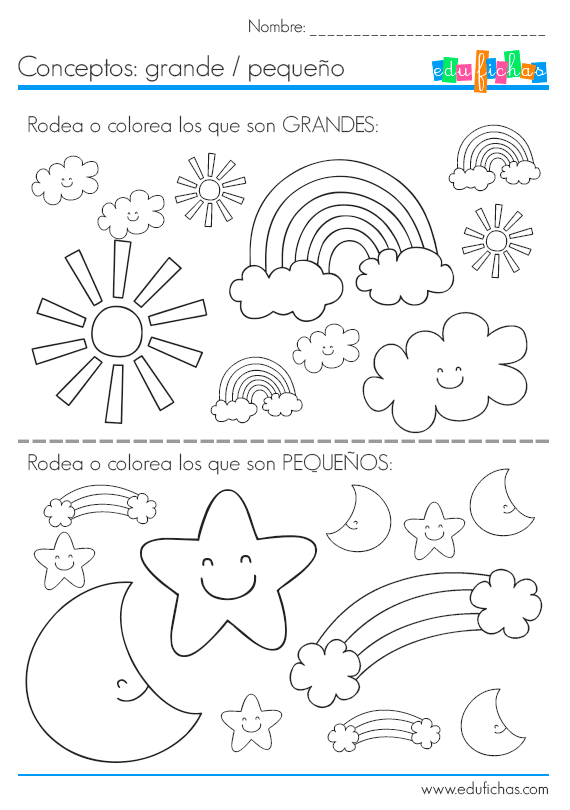 Nombre: ____________________________
Conceptos: grande / pequeño
edufichas
Rodea o colorea los que son GRANDES:
Rodea o colorea los que son PEQUEÑOS:
www.edufichas.com